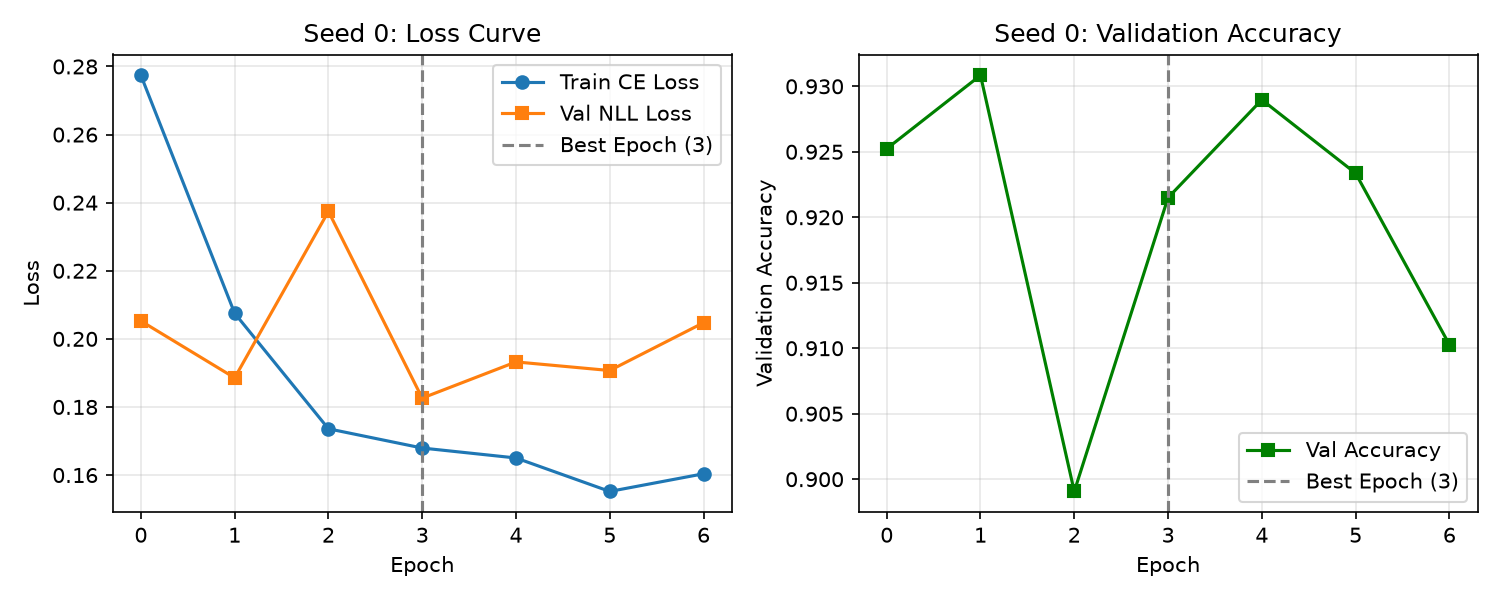 Seed 0: Loss Curve
Loss
0.28
0.26
0.24
0.22
0.20
0.18
0.16
Train CE Loss
Val NLL Loss
Best Epoch (3)
0 1 2 3 4 5 6
Epoch
Seed 0: Validation Accuracy
Validation Accuracy
0.930
0.925
0.920
0.915
0.910
0.905
0.900
Val Accuracy
Best Epoch (3)
0 1 2 3 4 5 6
Epoch